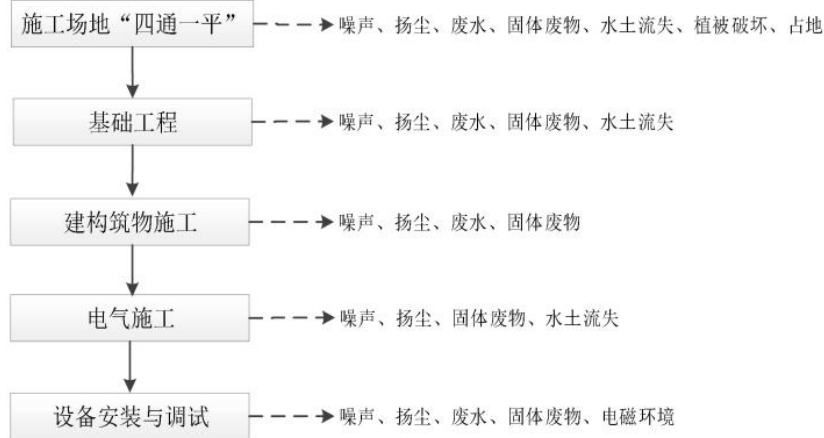 施工场地“四通一平”
噪声、扬尘、废水、固体废物、水土流失、植被破坏、占地
基础工程
噪声、扬尘、废水、固体废物、水土流失
建构筑物施工
噪声、扬尘、废水、固体废物
电气施工
噪声、扬尘、固体废物、水土流失
设备安装与调试
噪声、扬尘、废水、固体废物、电磁环境